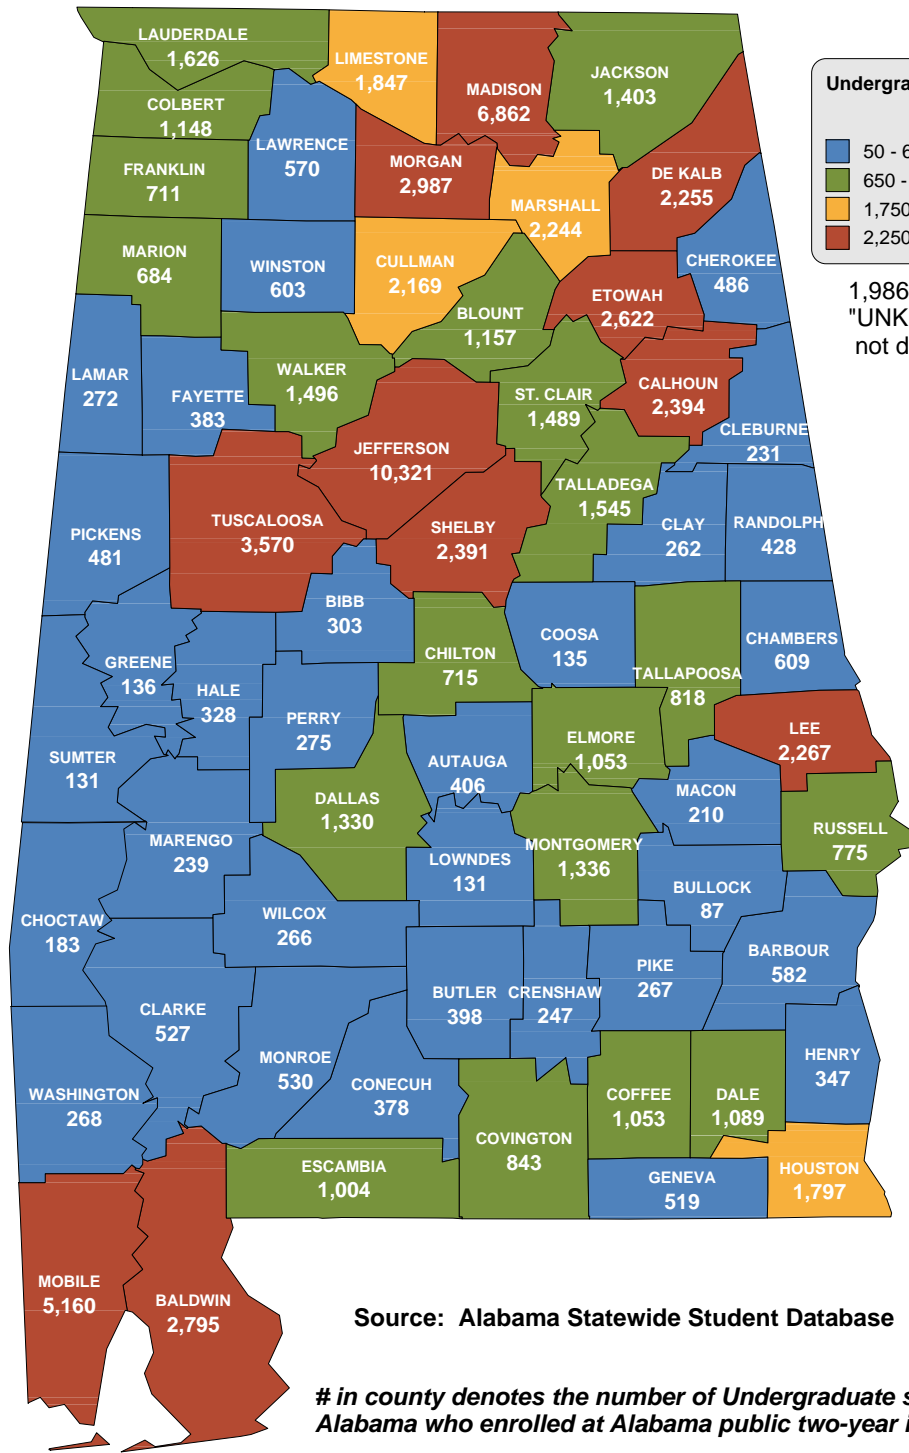 LAUDERDALE
1,626
LIMESTONE
1,847
MADISON
6,862
JACKSON
1,403
COLBERT
1,148
LAWRENCE
570
MORGAN
2,987
FRANKLIN
711
MARSHALL
2,244
DE KALB
2,255
MARION
684
WINSTON
603
CULLMAN
2,169
CHEROKEE
486
ETOWAH
2,622
BLOUNT
1,157
LAMAR
272
FAYETTE
383
WALKER
1,496
ST. CLAIR
1,489
CALHOUN
2,394
CLEBURNE
231
JEFFERSON
10,321
TALLADEGA
1,545
PICKENS
481
TUSCALOOSA
3,570
SHELBY
2,391
CLAY
262
RANDOLPH
428
BIBB
303
GREENE
136
HALE
328
CHILTON
715
COOSA
135
TALLAPOOSA
818
CHAMBERS
609
PERRY
275
SUMTER
131
AUTAUGA
406
ELMORE
1,053
LEE
2,267
DALLAS
1,330
MACON
210
RUSSELL
775
MARENGO
239
LOWNDES
131
MONTGOMERY
1,336
BULLOCK
87
CHOCTAW
183
WILCOX
266
BARBOUR
582
PIKE
267
CLARKE
527
BUTLER
398
CRENSHAW
247
MONROE
530
CONECUH
378
HENRY
347
WASHINGTON
268
COFFEE
1,053
DALE
1,089
COVINGTON
843
ESCAMBIA
1,004
GENEVA
519
HOUSTON
1,797
MOBILE
5,160
BALDWIN
2,795
Undergra
50 - 6
650 -
1,750
2,250
1,986
"UNK
not d
Source: Alabama Statewide Student Database
# in county denotes the number of Undergraduate s
Alabama who enrolled at Alabama public two-year i